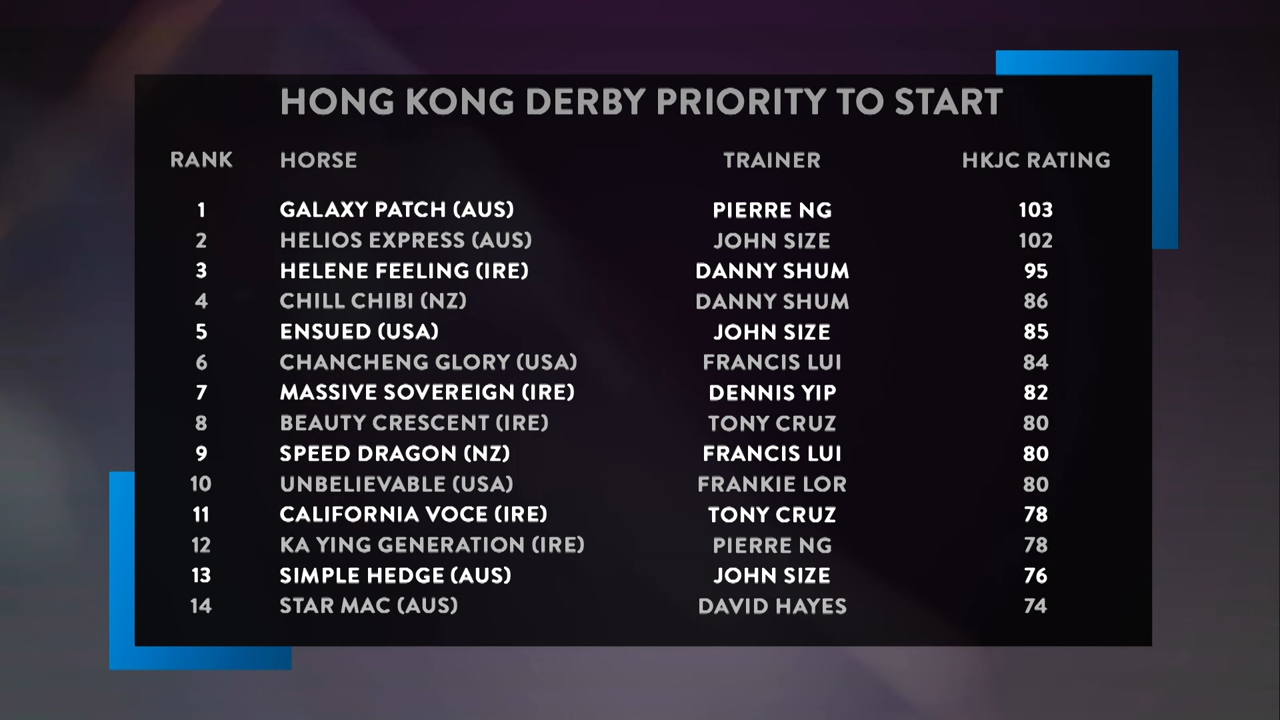 HONG KONG DERBY PRIORITY TO START
RANK HORSE TRAINER HKJC RATING
1 GALAXY PATCH (AUS) PIERRE NG 103
2 HELIOS EXPRESS (AUS) JOHN SIZE 102
3 HELENE FEELING (IRE) DANNY SHUM 95
4 CHILL CHIBI (NZ) DANNY SHUM 86
5 ENSUED (USA) JOHN SIZE 85
6 CHANCHENG GLORY (USA) FRANCIS LUI 84
7 MASSIVE SOVEREIGN (IRE) DENNIS YIP 82
8 BEAUTY CRESCENT (IRE) TONY CRUZ 80
9 SPEED DRAGON (NZ) FRANCIS LUI 80
10 UNBELIEVABLE (USA) FRANKIE LOR 80
11 CALIFORNIA VOCE (IRE) TONY CRUZ 78
12 KA YING GENERATION (IRE) PIERRE NG 78
13 SIMPLE HEDGE (AUS) JOHN SIZE 76
14 STAR MAC (AUS) DAVID HAYES 74